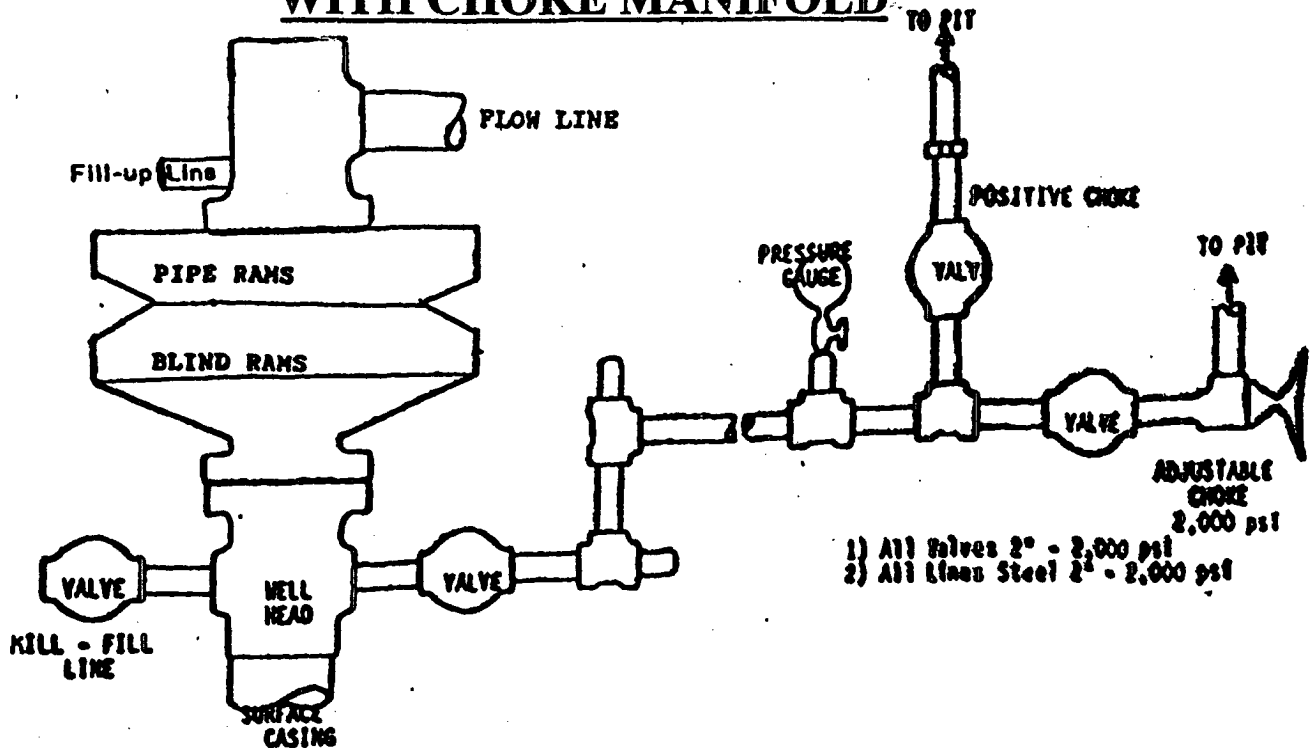 WITH CHOKE MANIFOLD
TO PIT
FLOW LINE
Fill-up Line
POSITIVE CHOKE
PIPE RAMS
PRESSURE
GAUGE
VALVE
TO PIT
BLIND RAMS
VALVE
ADJUSTABLE
CHOKE
2,000 psi
1) All Valves 2" - 2,000 psi
2) All Lines Steel 2" - 2,000 psi
VALVE
WELL
HEAD
VALVE
KILL - FILL
LINE
SURFACE
CASING